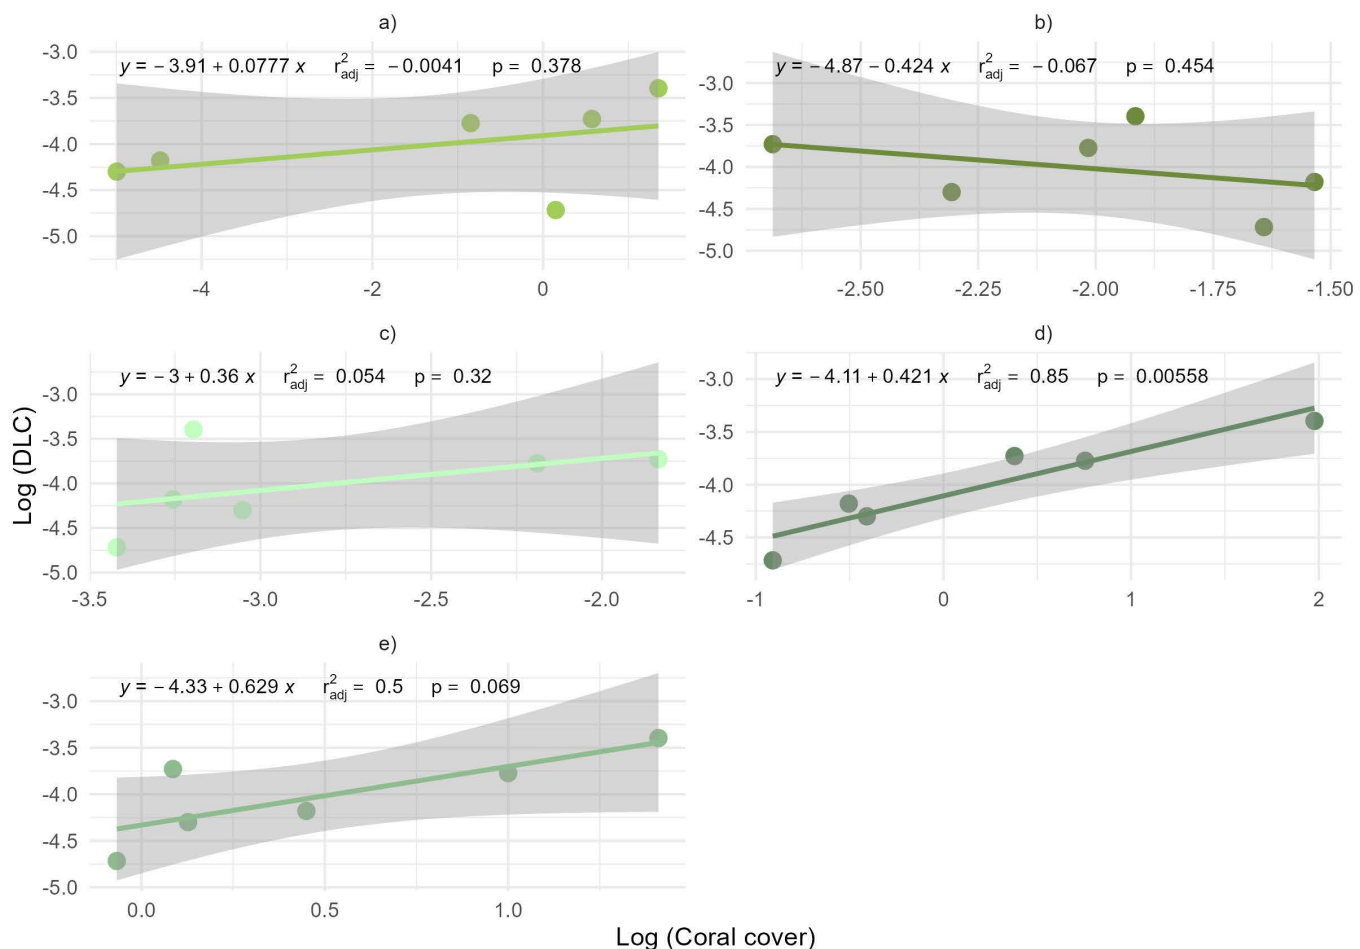 a)
y = − 3.91 + 0.0777 x r²adj = − 0.0041 p = 0.378
-3.0
-3.5
-4.0
-4.5
-5.0
-4 -2 0
b)
y = − 4.87 − 0.424 x r²adj = − 0.067 p = 0.454
-3.0
-3.5
-4.0
-4.5
-5.0
-2.50 -2.25 -2.00 -1.75 -1.50
c)
y = − 3 + 0.36 x r²adj = 0.054 p = 0.32
-3.0
-3.5
-4.0
-4.5
-5.0
-3.5 -3.0 -2.5 -2.0
d)
y = − 4.11 + 0.421 x r²adj = 0.85 p = 0.00558
-3.0
-3.5
-4.0
-4.5
-1 0 1 2
Log (DLC)
e)
y = − 4.33 + 0.629 x r²adj = 0.5 p = 0.069
-3.0
-3.5
-4.0
-4.5
-5.0
0.0 0.5 1.0
Log (Coral cover)